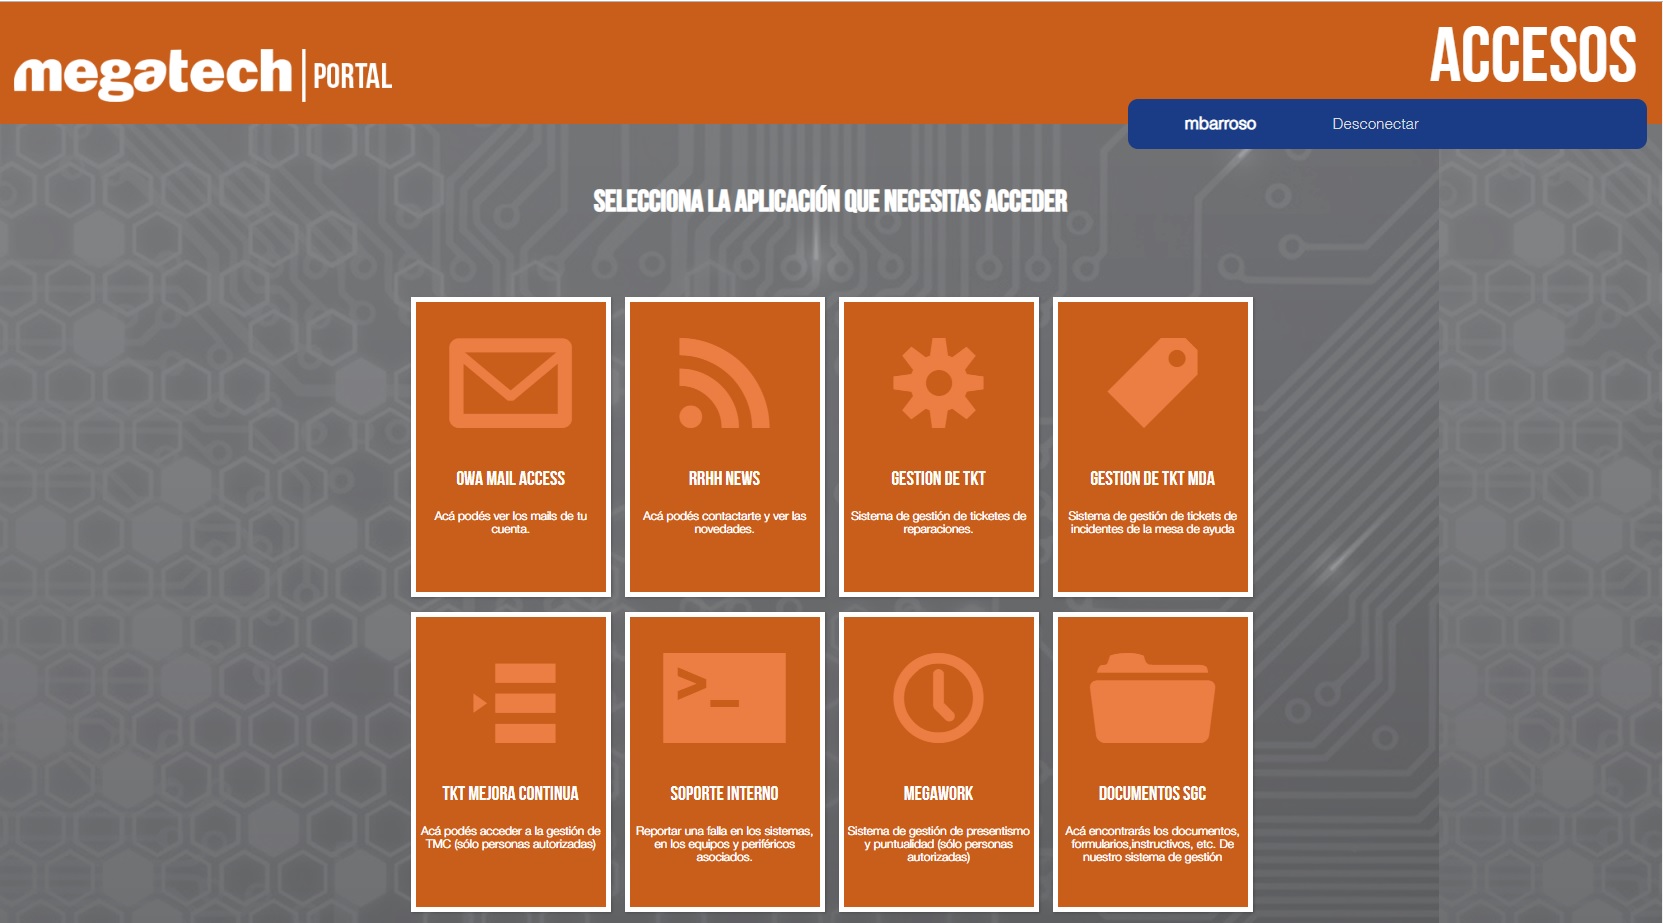 megatech PORTAL
ACCESOS
mbarroso Desconectar
SELECCIONA LA APLICACIÓN QUE NECESITAS ACCEDER
OWA MAIL ACCESS
Acá podés ver los mails de tu
cuenta.
RRHH NEWS
Acá podés contactarte y ver las
novedades.
GESTION DE TKT
Sistema de gestión de ticketes de
reparaciones.
GESTION DE TKT MDA
Sistema de gestión de tickets de
incidentes de la mesa de ayuda
TKT MEJORA CONTINUA
Acá podés acceder a la gestión de
TMC (sólo personas autorizadas)
>_
SOPORTE INTERNO
Reportar una falla en los sistemas,
en los equipos y periféricos
asociados.
MEGAWORK
Sistema de gestión de presentismo
y puntualidad (sólo personas
autorizadas)
DOCUMENTOS SGC
Acá encontrarás los documentos,
formularios,instructivos, etc. De
nuestro sistema de gestión